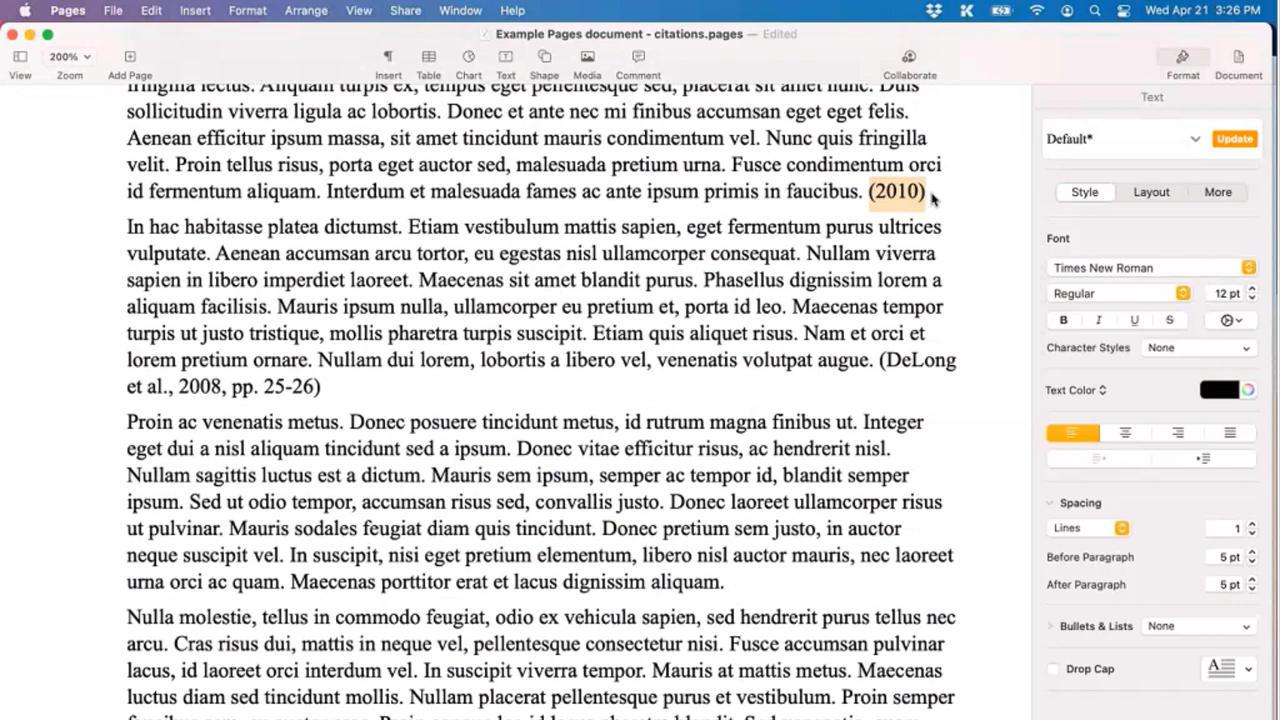 Pages File Edit Insert Format Arrange View Share Window Help Wed Apr 21 3:26 PM
Example Pages document - citations.pages — Edited
200%
View Zoom Add Page Insert Table Chart Text Shape Media Comment Collaborate Format Document
fringilla lectus. Aliquam turpis ex, tempus eget pellentesque sed, placerat sit amet nunc. Duis
sollicitudin viverra ligula ac lobortis. Donec et ante nec mi finibus accumsan eget eget felis.
Aenean efficitur ipsum massa, sit amet tincidunt mauris condimentum vel. Nunc quis fringilla
velit. Proin tellus risus, porta eget auctor sed, malesuada pretium urna. Fusce condimentum orci
id fermentum aliquam. Interdum et malesuada fames ac ante ipsum primis in faucibus. (2010)
In hac habitasse platea dictumst. Etiam vestibulum mattis sapien, eget fermentum purus ultrices
vulputate. Aenean accumsan arcu tortor, eu egestas nisl ullamcorper consequat. Nullam viverra
sapien in libero imperdiet laoreet. Maecenas sit amet blandit purus. Phasellus dignissim lorem a
aliquam facilisis. Mauris ipsum nulla, ullamcorper eu pretium et, porta id leo. Maecenas tempor
turpis ut justo tristique, mollis pharetra turpis suscipit. Etiam quis aliquet risus. Nam et orci et
lorem pretium ornare. Nullam dui lorem, lobortis a libero vel, venenatis volutpat augue. (DeLong
et al., 2008, pp. 25-26)
Proin ac venenatis metus. Donec posuere tincidunt metus, id rutrum magna finibus ut. Integer
eget dui a nisl aliquam tincidunt sed a ipsum. Donec vitae efficitur risus, ac hendrerit nisl.
Nullam sagittis luctus est a dictum. Mauris sem ipsum, semper ac tempor id, blandit semper
ipsum. Sed ut odio tempor, accumsan risus sed, convallis justo. Donec laoreet ullamcorper risus
ut pulvinar. Mauris sodales feugiat diam quis tincidunt. Donec pretium sem justo, in auctor
neque suscipit vel. In suscipit, nisi eget pretium elementum, libero nisl auctor mauris, nec laoreet
urna orci ac quam. Maecenas porttitor erat et lacus dignissim aliquam.
Nulla molestie, tellus in commodo feugiat, odio ex vehicula sapien, sed hendrerit purus tellus nec
arcu. Cras risus dui, mattis in neque vel, pellentesque consectetur nisi. Fusce accumsan pulvinar
lacus, id laoreet orci interdum vel. In suscipit viverra tempor. Mauris at mattis metus. Maecenas
luctus diam sed tincidunt mollis. Nullam placerat pellentesque purus et vestibulum. Proin semper
Text
Default* Update
Style Layout More
Font
Times New Roman
Regular 12 pt
B I U S
Character Styles None
Text Color
Spacing
Lines 1
Before Paragraph 5 pt
After Paragraph 5 pt
Bullets & Lists None
Drop Cap A